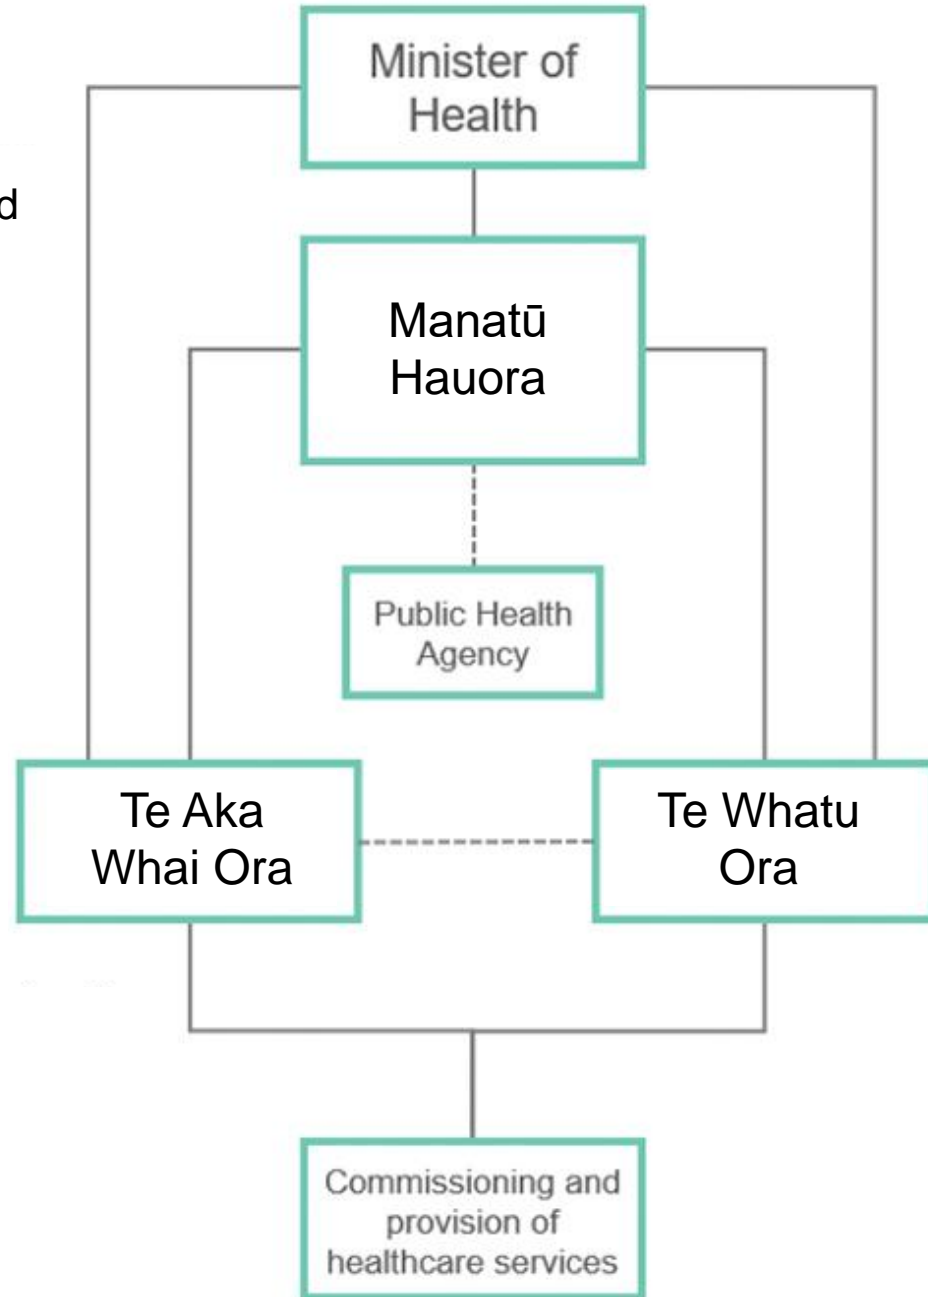 Minister of
Health
d
Manatū
Hauora
Public Health
Agency
Te Aka
Whai Ora
Te Whatu
Ora
Commissioning and
provision of
healthcare services